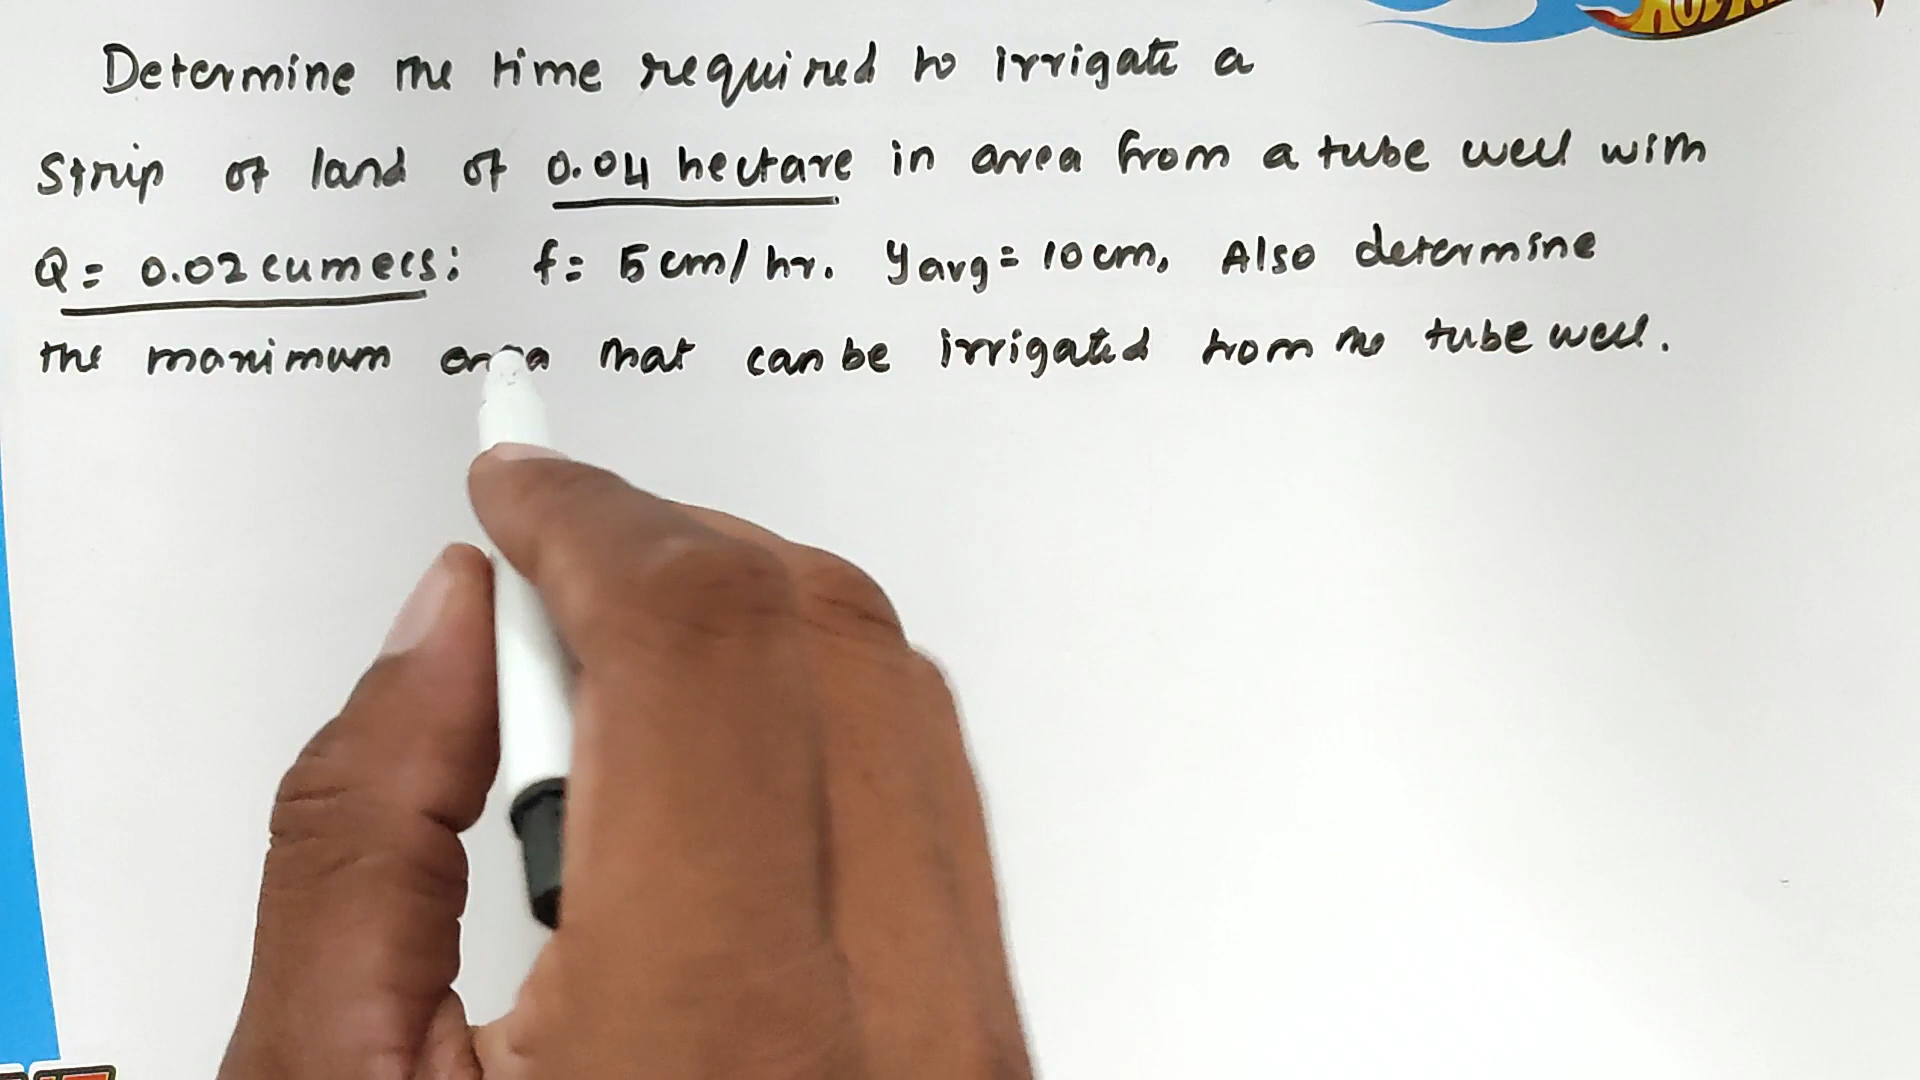 Determine the time required to irrigate a
Strip of land of 0.04 hectare in area from a tube well with
Q = 0.02 cumecs; f = 5 cm/hr. yavg = 10cm. Also determine
the maximum area that can be irrigated from the tube well.